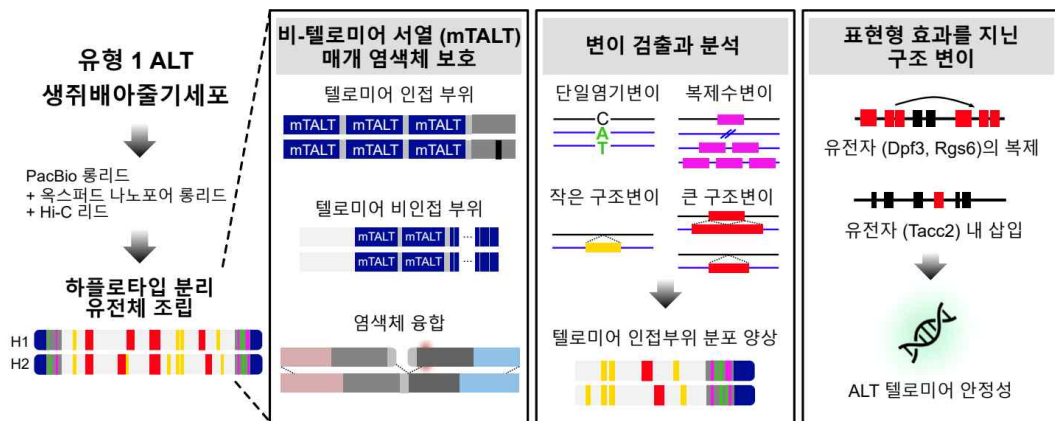 유형 1 ALT
생쥐배아줄기세포
PacBio 롱리드
+ 옥스퍼드 나노포어 롱리드
+ Hi-C 리드
하플로타입 분리
유전체 조립
H1
H2
비-텔로미어 서열 (mTALT)
매개 염색체 보호
텔로미어 인접 부위
mTALT mTALT mTALT
mTALT mTALT mTALT
텔로미어 비인접 부위
mTALT mTALT ...
mTALT mTALT ...
염색체 융합
변이 검출과 분석
단일염기변이
복제수변이
C
A
T
작은 구조변이
큰 구조변이
텔로미어 인접부위 분포 양상
표현형 효과를 지닌
구조 변이
유전자 (Dpf3, Rgs6)의 복제
유전자 (Tacc2) 내 삽입
ALT 텔로미어 안정성